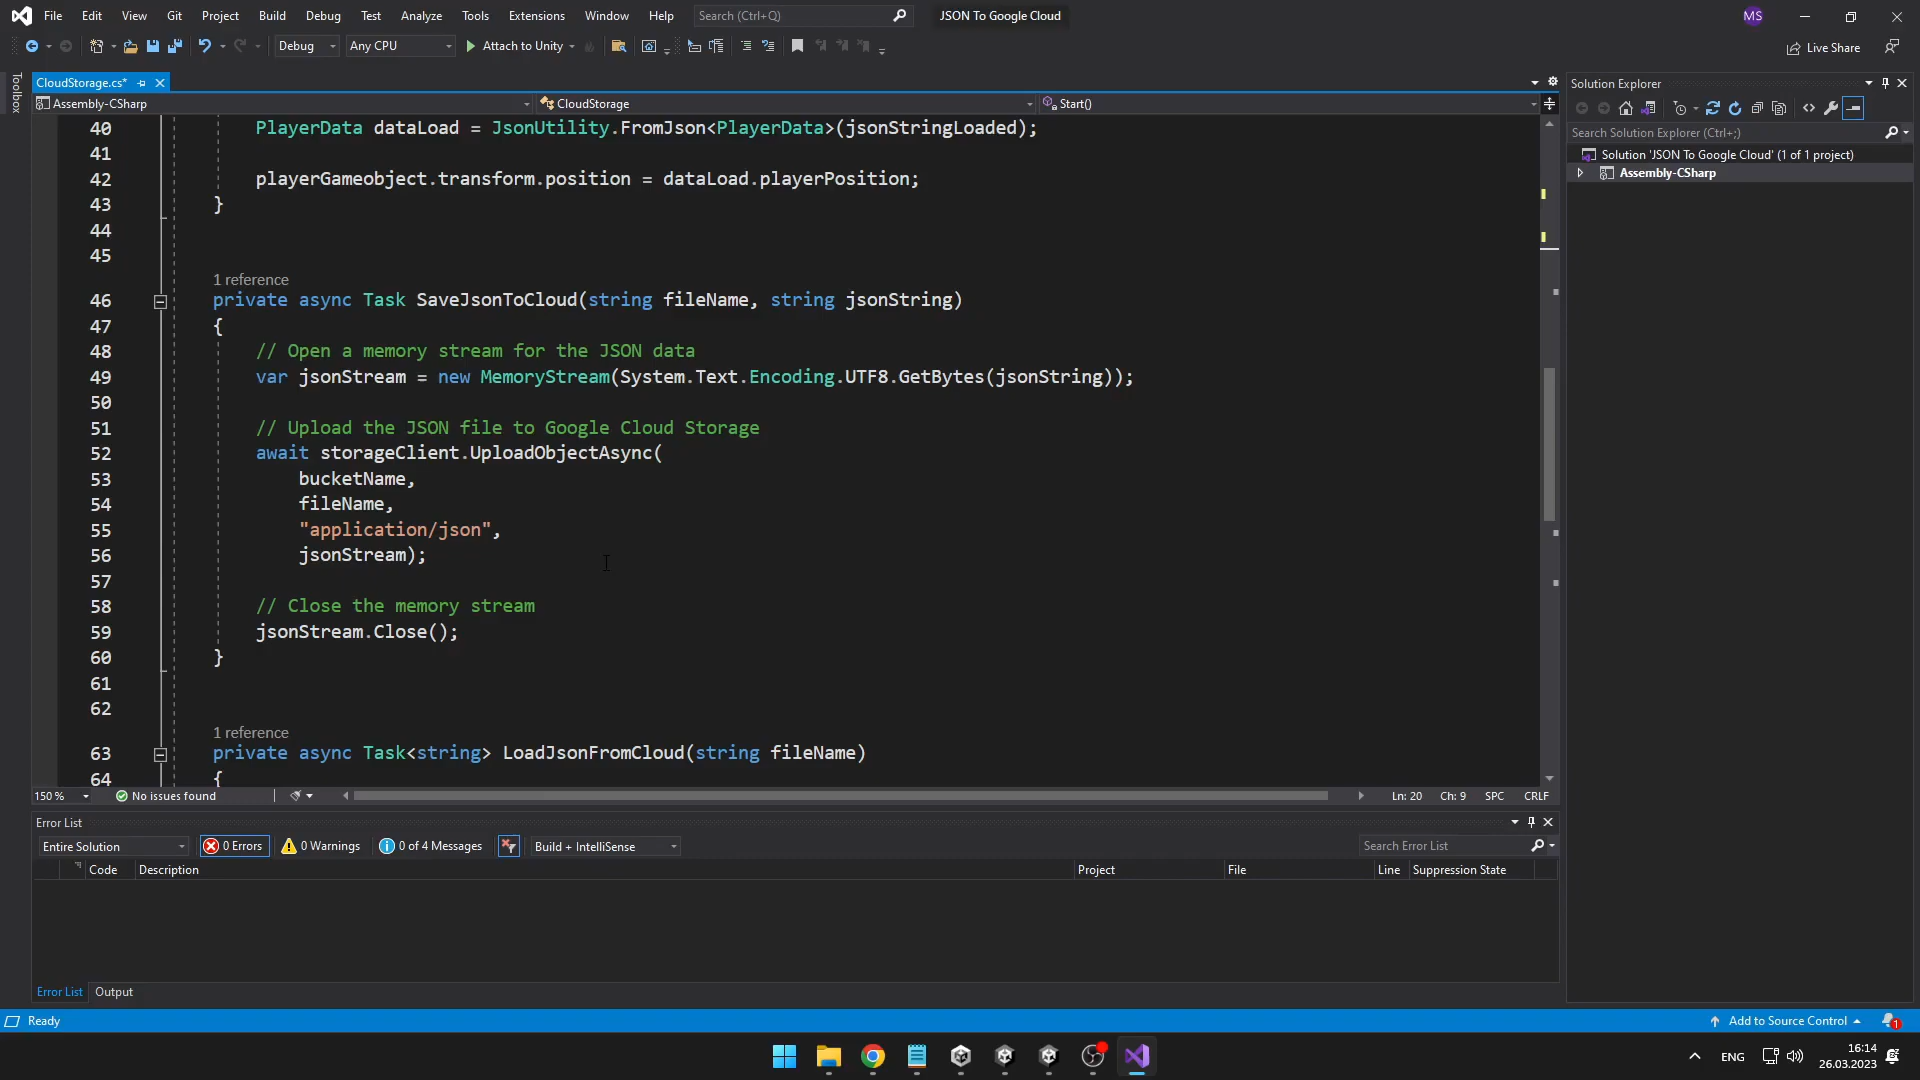 File Edit View Git Project Build Debug Test Analyze Tools Extensions Window Help Search (Ctrl+Q) JSON To Google Cloud MS
Debug Any CPU Attach to Unity Live Share
Toolbox
CloudStorage.cs*
Assembly-CSharp CloudStorage Start()
40 PlayerData dataLoad = JsonUtility.FromJson<PlayerData>(jsonStringLoaded);
41
42 playerGameobject.transform.position = dataLoad.playerPosition;
43 }
44
45
1 reference
46 private async Task SaveJsonToCloud(string fileName, string jsonString)
47 {
48 // Open a memory stream for the JSON data
49 var jsonStream = new MemoryStream(System.Text.Encoding.UTF8.GetBytes(jsonString));
50
51 // Upload the JSON file to Google Cloud Storage
52 await storageClient.UploadObjectAsync(
53 bucketName,
54 fileName,
55 "application/json",
56 jsonStream);
57
58 // Close the memory stream
59 jsonStream.Close();
60 }
61
62
1 reference
63 private async Task<string> LoadJsonFromCloud(string fileName)
64 {
150 % No issues found Ln: 20 Ch: 9 SPC CRLF
Solution Explorer
Search Solution Explorer (Ctrl+;)
Solution 'JSON To Google Cloud' (1 of 1 project)
Assembly-CSharp
Error List
Entire Solution 0 Errors 0 Warnings 0 of 4 Messages Build + IntelliSense Search Error List
Code Description Project File Line Suppression State
Error List Output
Ready Add to Source Control 1
ENG 16:14
26.03.2023